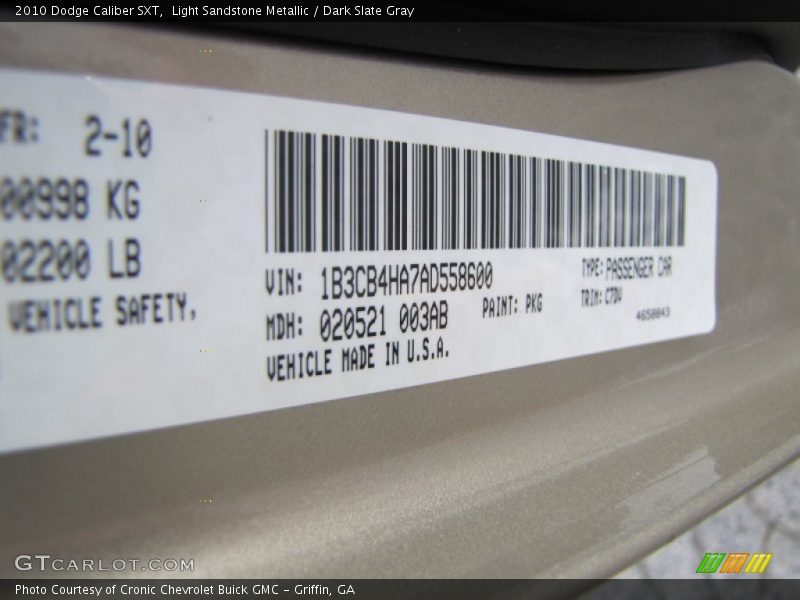 2010 Dodge Caliber SXT,  Light Sandstone Metallic / Dark Slate Gray
FR: 2-10
00998 KG
02200 LB
VEHICLE SAFETY,
VIN: 1B3CB4HA7AD558600
TYPE: PASSENGER CAR
MDH: 020521 003AB
PAINT: PKG
TRIM: C7DV
4658843
VEHICLE MADE IN U.S.A.
GTCARLOT.COM
Photo Courtesy of Cronic Chevrolet Buick GMC – Griffin, GA